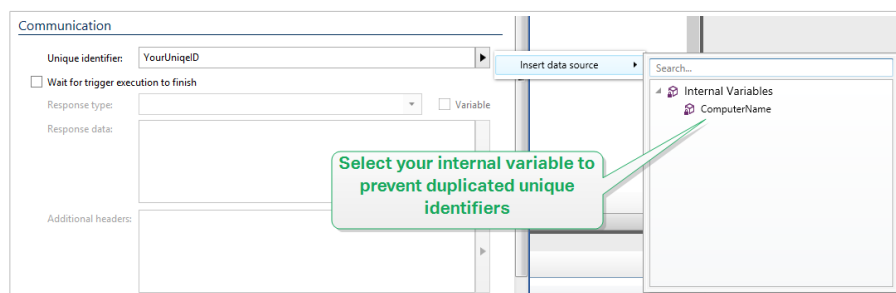 Communication
Unique identifier: YourUniqeID
Insert data source
Search...
Wait for trigger execution to finish
Internal Variables
Response type:
Variable
ComputerName
Response data:
Select your internal variable to
prevent duplicated unique
identifiers
Additional headers: